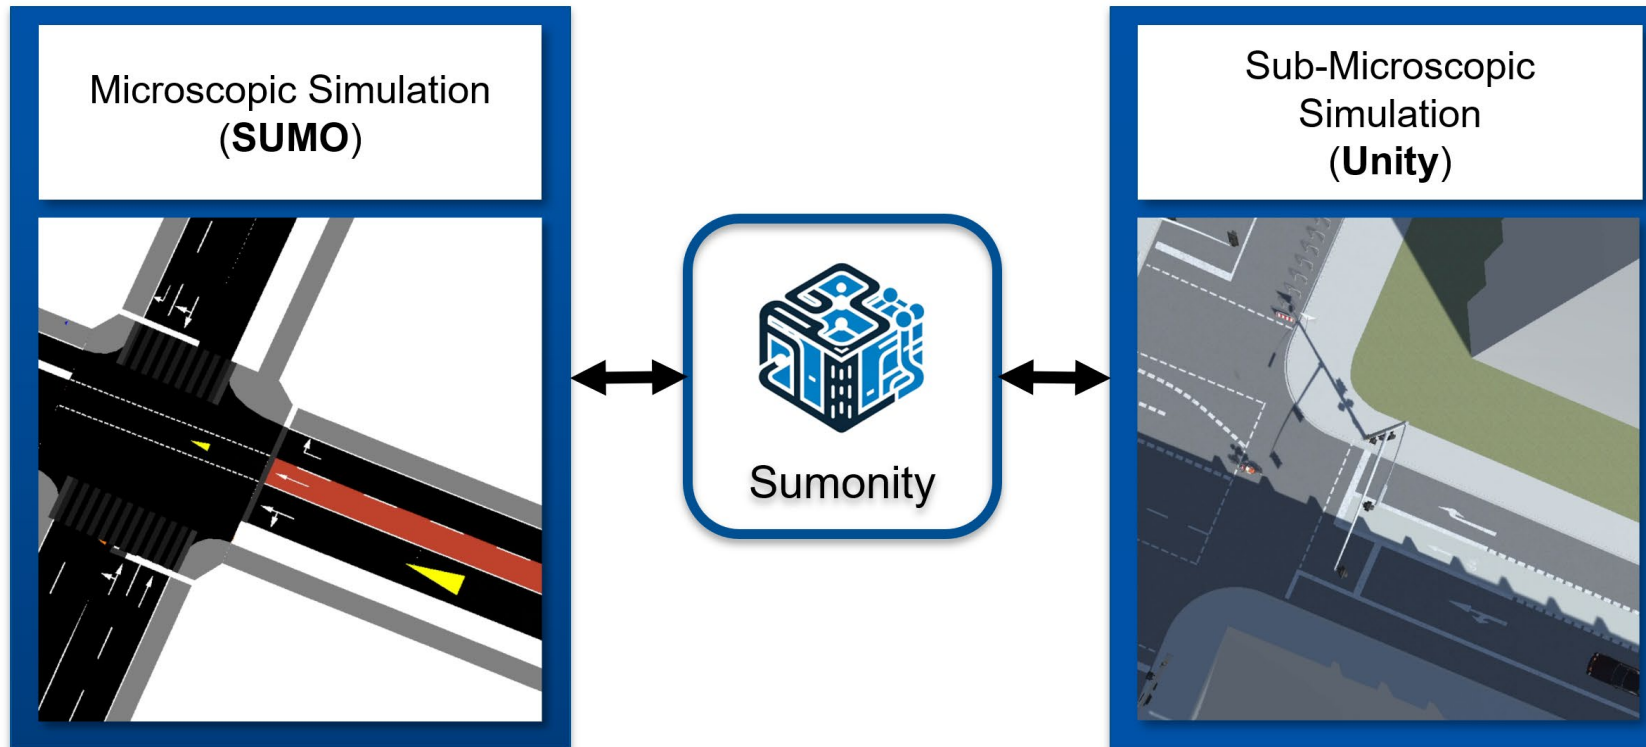 Microscopic Simulation
(SUMO)
Sumonity
Sub-Microscopic
Simulation
(Unity)